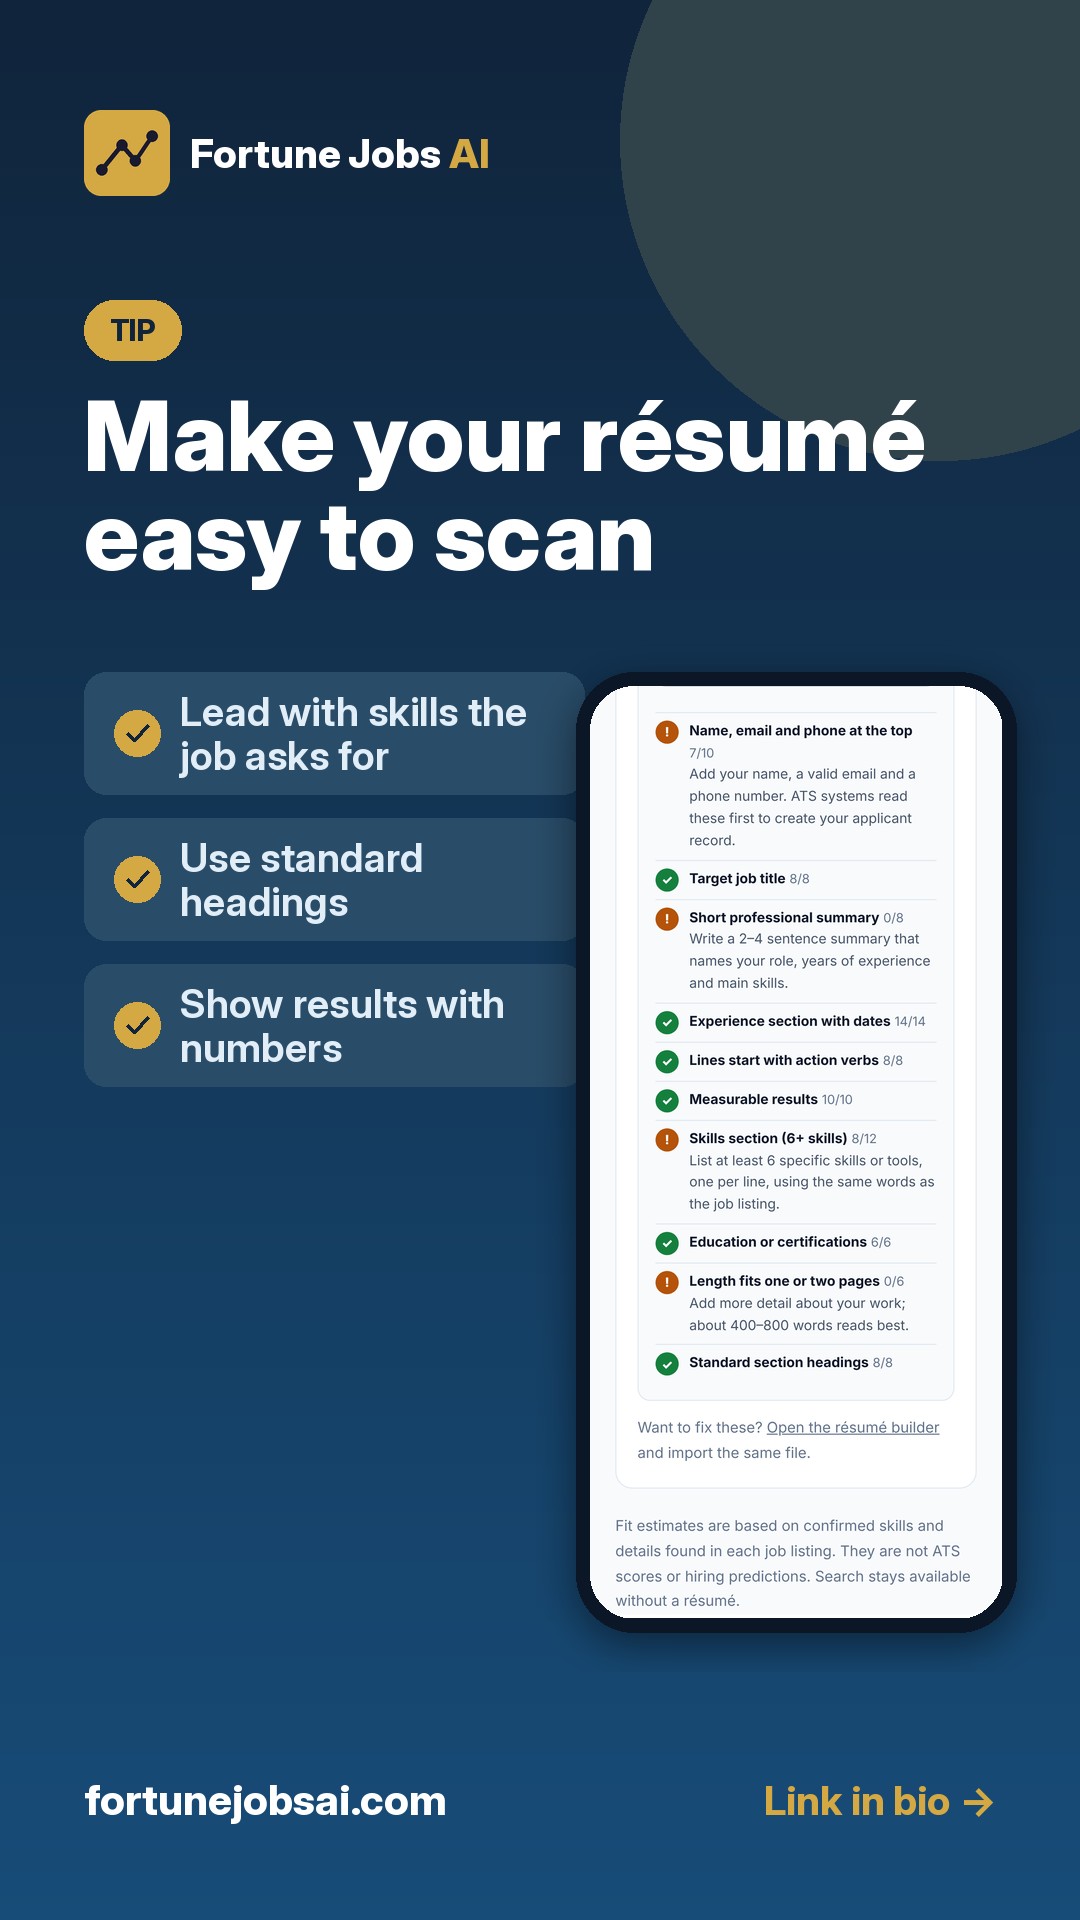 Fortune Jobs AI
TIP
Make your résumé
easy to scan
Lead with skills the
job asks for
Use standard
headings
Show results with
numbers
Name, email and phone at the top
7/10
Add your name, a valid email and a
phone number. ATS systems read
these first to create your applicant
record.
Target job title 8/8
Short professional summary 0/8
Write a 2–4 sentence summary that
names your role, years of experience
and main skills.
Experience section with dates 14/14
Lines start with action verbs 8/8
Measurable results 10/10
Skills section (6+ skills) 8/12
List at least 6 specific skills or tools,
one per line, using the same words as
the job listing.
Education or certifications 6/6
Length fits one or two pages 0/6
Add more detail about your work;
about 400–800 words reads best.
Standard section headings 8/8
Want to fix these? Open the résumé builder
and import the same file.
Fit estimates are based on confirmed skills and
details found in each job listing. They are not ATS
scores or hiring predictions. Search stays available
without a résumé.
fortunejobsai.com
Link in bio →